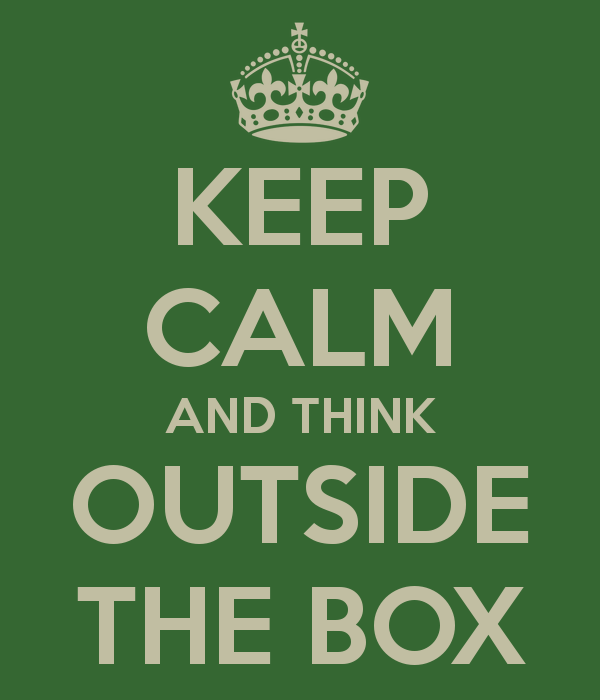 KEEP
CALM
AND THINK
OUTSIDE
THE BOX